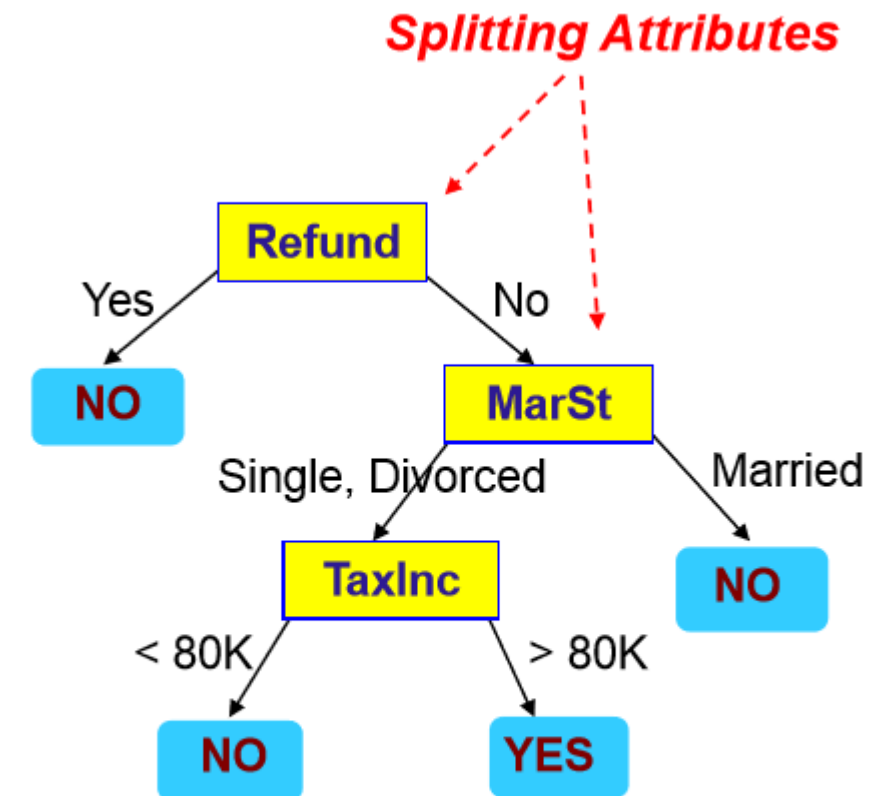 Splitting Attributes
Refund
Yes
No
NO
MarSt
Single, Divorced
Married
TaxInc
NO
< 80K
> 80K
NO
YES